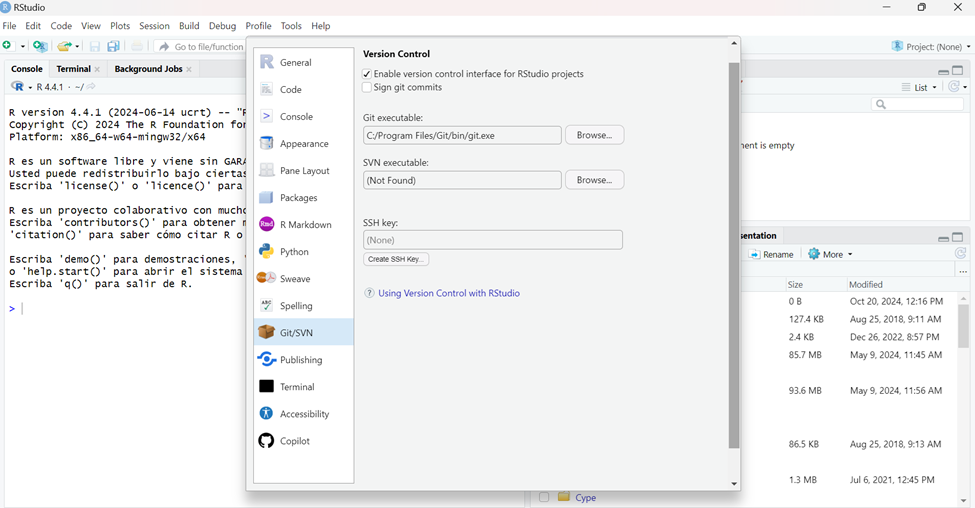 RStudio
File Edit Code View Plots Session Build Debug Profile Tools Help
Go to file/function
Project: (None)
Console Terminal Background Jobs
R 4.4.1 · ~/
R version 4.4.1 (2024-06-14 ucrt) -- "R
Copyright (C) 2024 The R Foundation for
Platform: x86_64-w64-mingw32/x64
R es un software libre y viene sin GARA
Usted puede redistribuirlo bajo ciertas
Escriba 'license()' o 'licence()' para
R es un proyecto colaborativo con mucho
Escriba 'contributors()' para obtener m
'citation()' para saber cómo citar R o
Escriba 'demo()' para demostraciones, '
o 'help.start()' para abrir el sistema
Escriba 'q()' para salir de R.
>
General
Code
Console
Appearance
Pane Layout
Packages
R Markdown
Python
Sweave
Spelling
Git/SVN
Publishing
Terminal
Accessibility
Copilot
Version Control
Enable version control interface for RStudio projects
Sign git commits
Git executable:
C:/Program Files/Git/bin/git.exe
Browse...
SVN executable:
(Not Found)
Browse...
SSH key:
(None)
Create SSH Key...
Using Version Control with RStudio
List
ment is empty
sentation
Rename More
Size Modified
0 B Oct 20, 2024, 12:16 PM
127.4 KB Aug 25, 2018, 9:11 AM
2.4 KB Dec 26, 2022, 8:57 PM
85.7 MB May 9, 2024, 11:45 AM
93.6 MB May 9, 2024, 11:56 AM
86.5 KB Aug 25, 2018, 9:13 AM
1.3 MB Jul 6, 2021, 12:45 PM
Cype